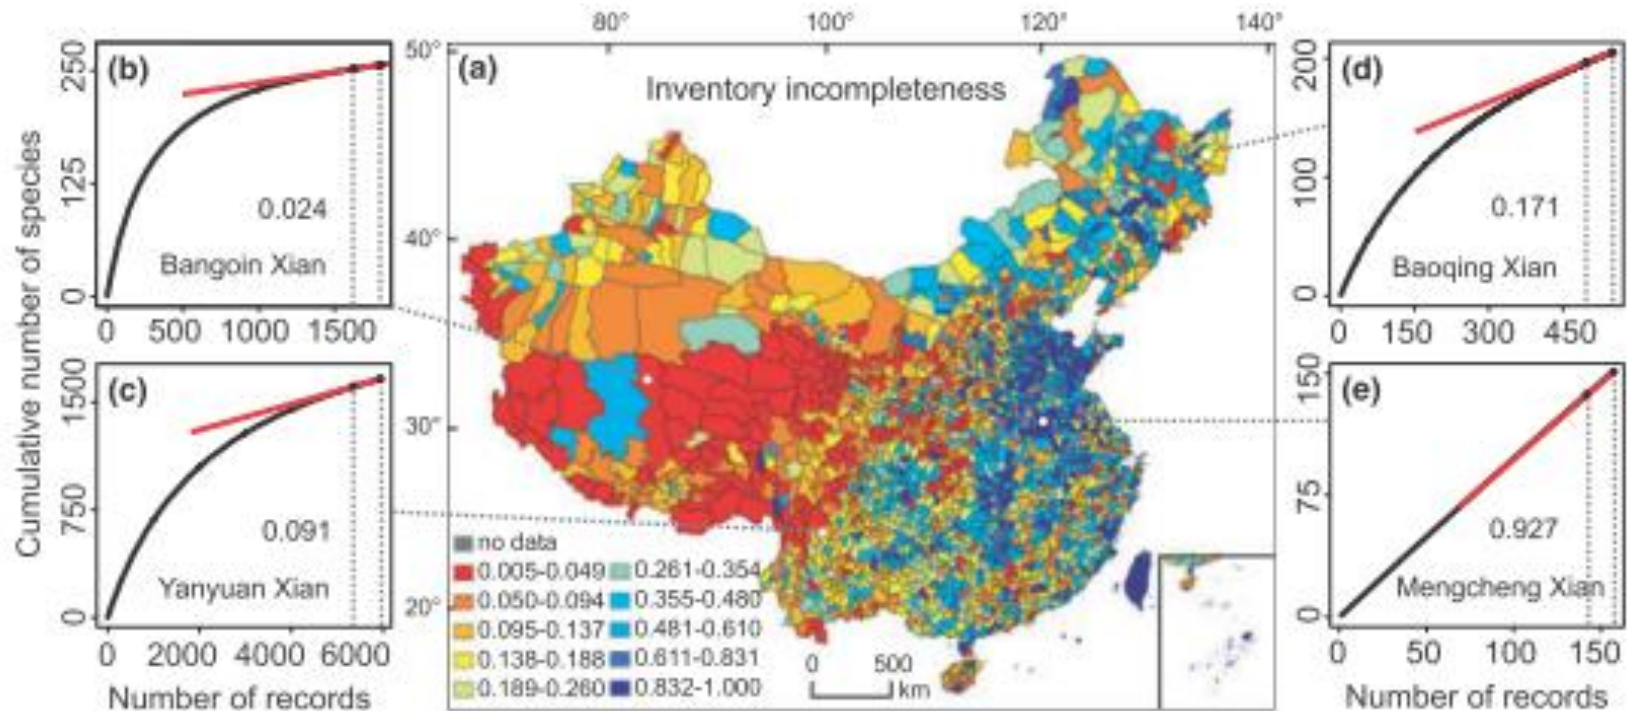 80° 100° 120° 140°
50°
40°
30°
20°
(a)
Inventory incompleteness
no data
0.005-0.049
0.050-0.094
0.095-0.137
0.138-0.188
0.189-0.260
0.261-0.354
0.355-0.480
0.481-0.610
0.611-0.831
0.832-1.000
0 500
km
Cumulative number of species
(b)
250
125
0
0.024
Bangoin Xian
0 500 1000 1500
(c)
1500
750
0
0.091
Yanyuan Xian
0 2000 4000 6000
Number of records
(d)
200
100
0
0.171
Baoqing Xian
0 150 300 450
(e)
150
75
0
0.927
Mengcheng Xian
0 50 100 150
Number of records